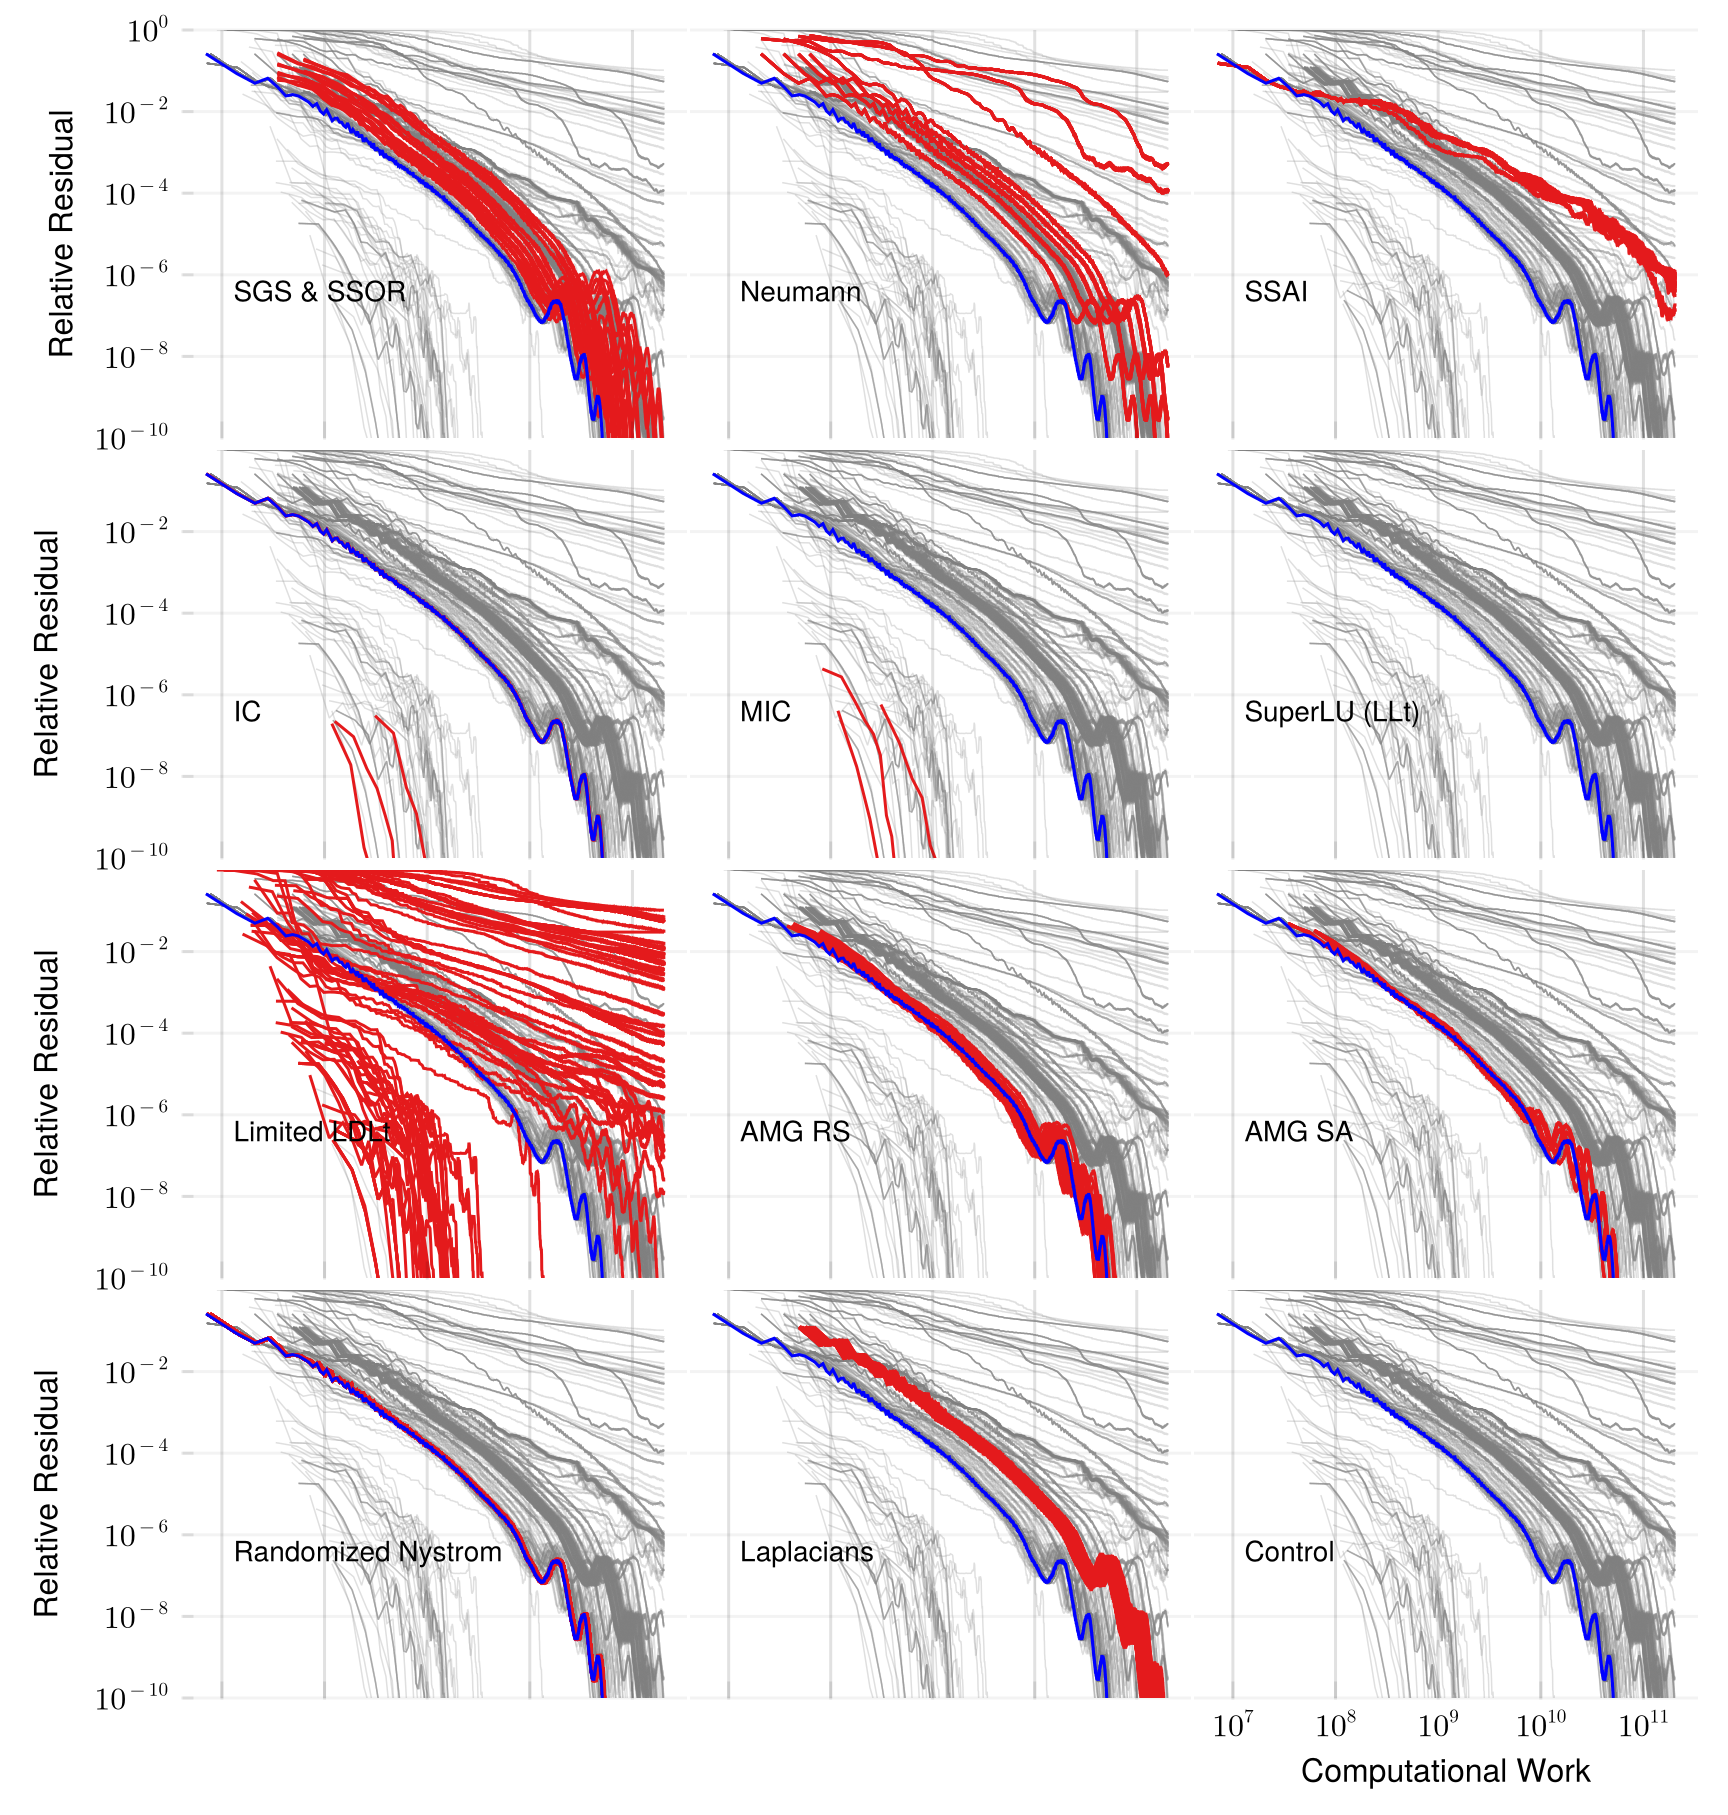 10^0
10^-2
10^-4
10^-6
10^-8
10^-10
Relative Residual
SGS & SSOR
Neumann
SSAI
10^-2
10^-4
10^-6
10^-8
10^-10
Relative Residual
IC
MIC
SuperLU (LLt)
10^-2
10^-4
10^-6
10^-8
10^-10
Relative Residual
Limited LDLt
AMG RS
AMG SA
10^-2
10^-4
10^-6
10^-8
10^-10
Relative Residual
Randomized Nystrom
Laplacians
Control
10^7 10^8 10^9 10^10 10^11
Computational Work